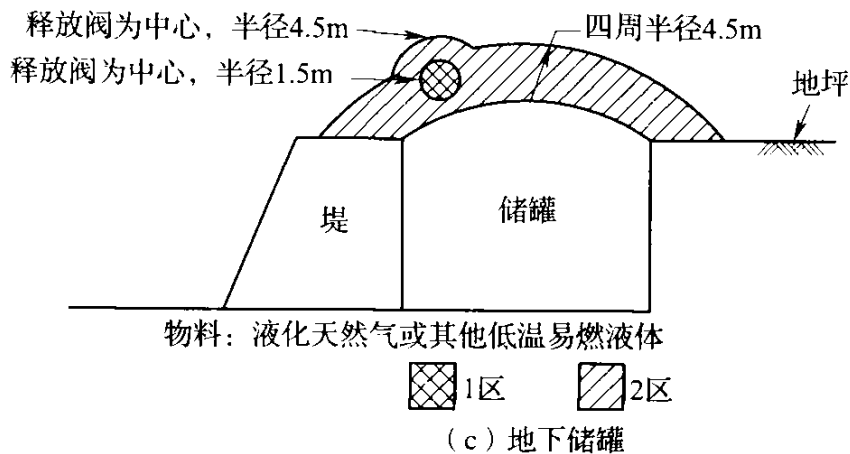 释放阀为中心，半径4.5m
四周半径4.5m
释放阀为中心，半径1.5m
地坪
堤
储罐
物料：液化天然气或其他低温易燃液体
1区
2区
（c）地下储罐